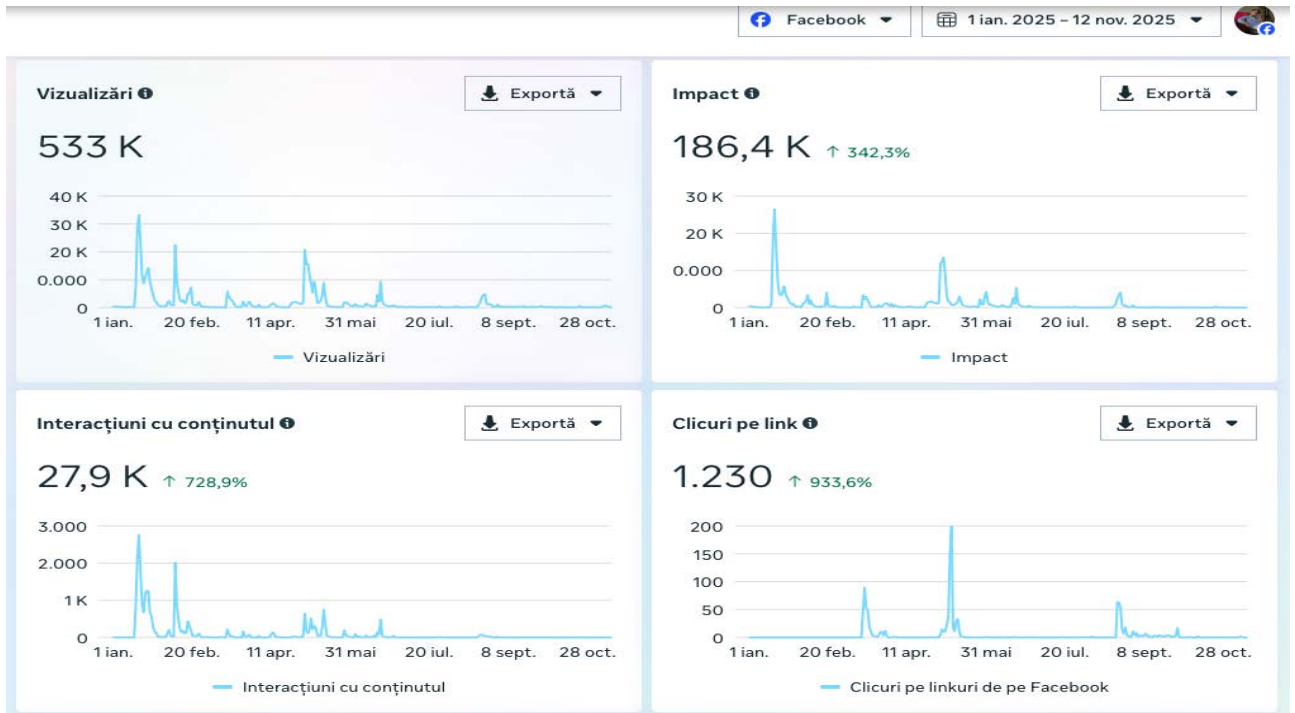 Facebook 1 ian. 2025 – 12 nov. 2025
Vizualizări Exportă
533 K
40 K
30 K
20 K
0.000
0
1 ian. 20 feb. 11 apr. 31 mai 20 iul. 8 sept. 28 oct.
Vizualizări
Impact Exportă
186,4 K ↑ 342,3%
30 K
20 K
0.000
0
1 ian. 20 feb. 11 apr. 31 mai 20 iul. 8 sept. 28 oct.
Impact
Interacțiuni cu conținutul Exportă
27,9 K ↑ 728,9%
3.000
2.000
1 K
0
1 ian. 20 feb. 11 apr. 31 mai 20 iul. 8 sept. 28 oct.
Interacțiuni cu conținutul
Clicuri pe link Exportă
1.230 ↑ 933,6%
200
150
100
50
0
1 ian. 20 feb. 11 apr. 31 mai 20 iul. 8 sept. 28 oct.
Clicuri pe linkuri de pe Facebook